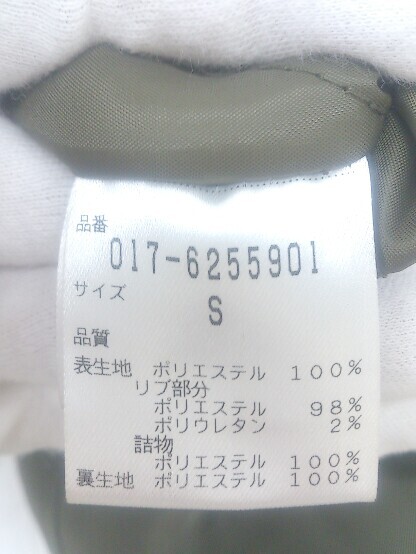 品番
017-6255901
サイズ
S
品質
表生地 ポリエステル 100%
リブ部分
ポリエステル 98%
ポリウレタン 2%
詰物
ポリエステル 100%
裏生地 ポリエステル 100%